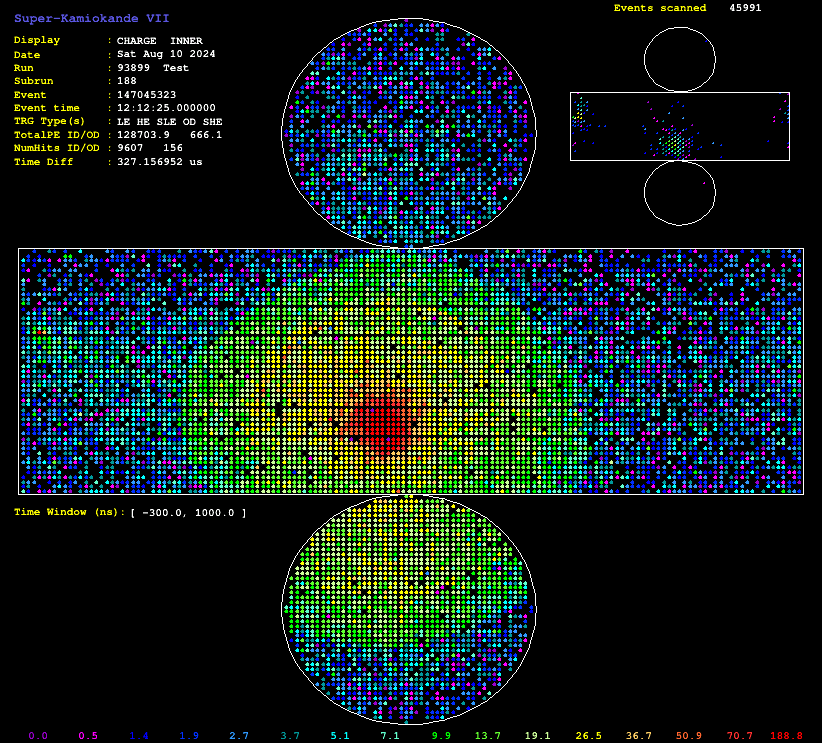 Super-Kamiokande VII
Events scanned 45991
Display : CHARGE INNER
Date : Sat Aug 10 2024
Run : 93899 Test
Subrun : 188
Event : 147045323
Event time : 12:12:25.000000
TRG Type(s) : LE HE SLE OD SHE
TotalPE ID/OD : 128703.9 666.1
NumHits ID/OD : 9607 156
Time Diff : 327.156952 us
Time Window (ns): [ -300.0, 1000.0 ]
0.0 0.5 1.4 1.9 2.7 3.7 5.1 7.1 9.9 13.7 19.1 26.5 36.7 50.9 70.7 188.8